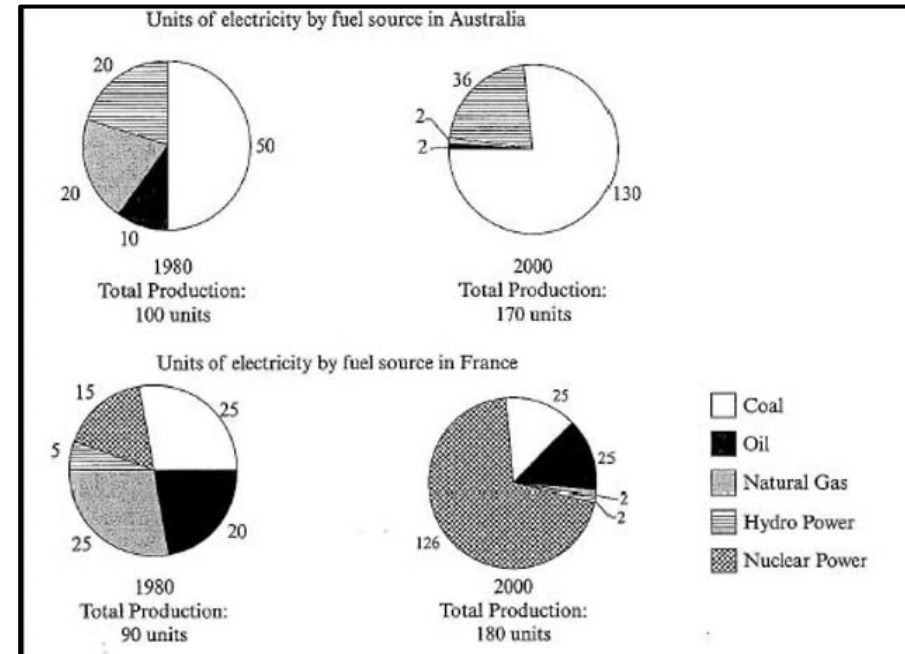 Units of electricity by fuel source in Australia
20
50
20
10
1980
Total Production:
100 units
36
2
2
130
2000
Total Production:
170 units
Units of electricity by fuel source in France
15
25
5
25
20
1980
Total Production:
90 units
25
25
2
2
126
2000
Total Production:
180 units
Coal
Oil
Natural Gas
Hydro Power
Nuclear Power